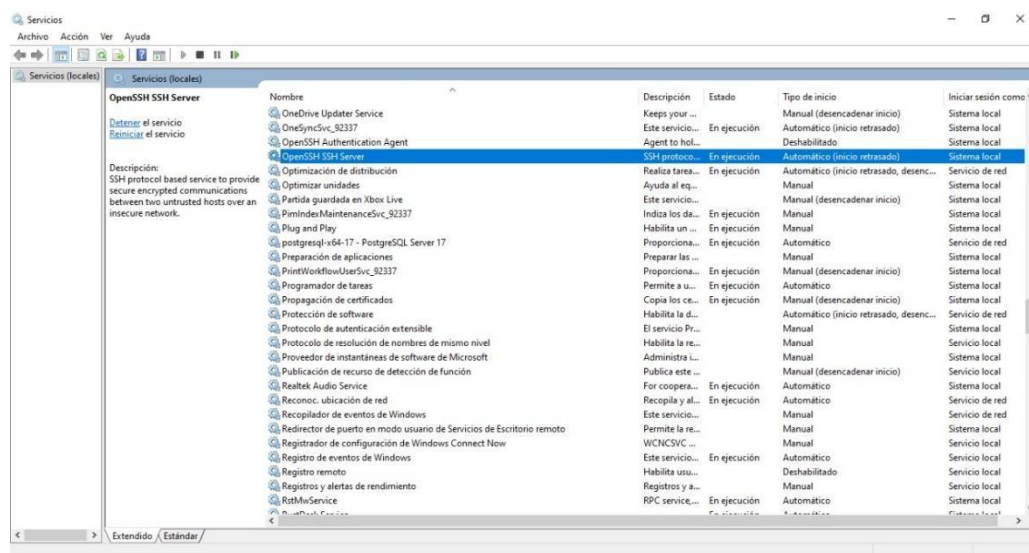 Servicios
Archivo Acción Ver Ayuda
Servicios (locales)
Servicios (locales)
OpenSSH SSH Server
Detener el servicio
Reiniciar el servicio
Descripción:
SSH protocol based service to provide
secure encrypted communications
between two untrusted hosts over an
insecure network.
Nombre Descripción Estado Tipo de inicio Iniciar sesión como
OneDrive Updater Service Keeps your ... Manual (desencadenar inicio) Sistema local
OneSyncSvc_92337 Este servicio... En ejecución Automático (inicio retrasado) Sistema local
OpenSSH Authentication Agent Agent to hol... Deshabilitado Sistema local
OpenSSH SSH Server SSH protoco... En ejecución Automático (inicio retrasado) Sistema local
Optimización de distribución Realiza tarea... En ejecución Automático (inicio retrasado, desenc... Servicio de red
Optimizar unidades Ayuda al eq... Manual Sistema local
Partida guardada en Xbox Live Este servicio... Manual Sistema local
PimIndexMaintenanceSvc_92337 Indiza los da... En ejecución Manual Sistema local
Plug and Play Habilita un ... En ejecución Manual Sistema local
postgresql-x64-17 - PostgreSQL Server 17 Proporciona... En ejecución Automático Servicio de red
Preparación de aplicaciones Preparar las ... Manual Sistema local
PrintWorkflowUserSvc_92337 Proporciona... En ejecución Manual (desencadenar inicio) Sistema local
Programador de tareas Permite a u... En ejecución Automático Sistema local
Propagación de certificados Copia los ce... En ejecución Manual (desencadenar inicio) Sistema local
Protección de software Habilita la d... Automático (inicio retrasado, desenc... Servicio de red
Protocolo de autenticación extensible El servicio Pr... Manual Sistema local
Protocolo de resolución de nombres de mismo nivel Habilita la re... Manual Servicio local
Proveedor de instantáneas de software de Microsoft Administra i... Manual Sistema local
Publicación de recurso de detección de función Publica este ... Manual (desencadenar inicio) Servicio local
Realtek Audio Service For coopera... En ejecución Automático Sistema local
Reconoc. ubicación de red Recopila y al... En ejecución Automático Servicio de red
Recopilador de eventos de Windows Este servicio... Manual Servicio de red
Redirector de puerto en modo usuario de Servicios de Escritorio remoto Permite la re... Manual Sistema local
Registrador de configuración de Windows Connect Now WCNCSVC ... Manual Servicio local
Registro de eventos de Windows Este servicio... En ejecución Automático Servicio local
Registro remoto Habilita usu... Deshabilitado Servicio local
Registros y alertas de rendimiento Registros y a... Manual Servicio local
RstMwService RPC service,... En ejecución Automático Sistema local
Extendido Estándar